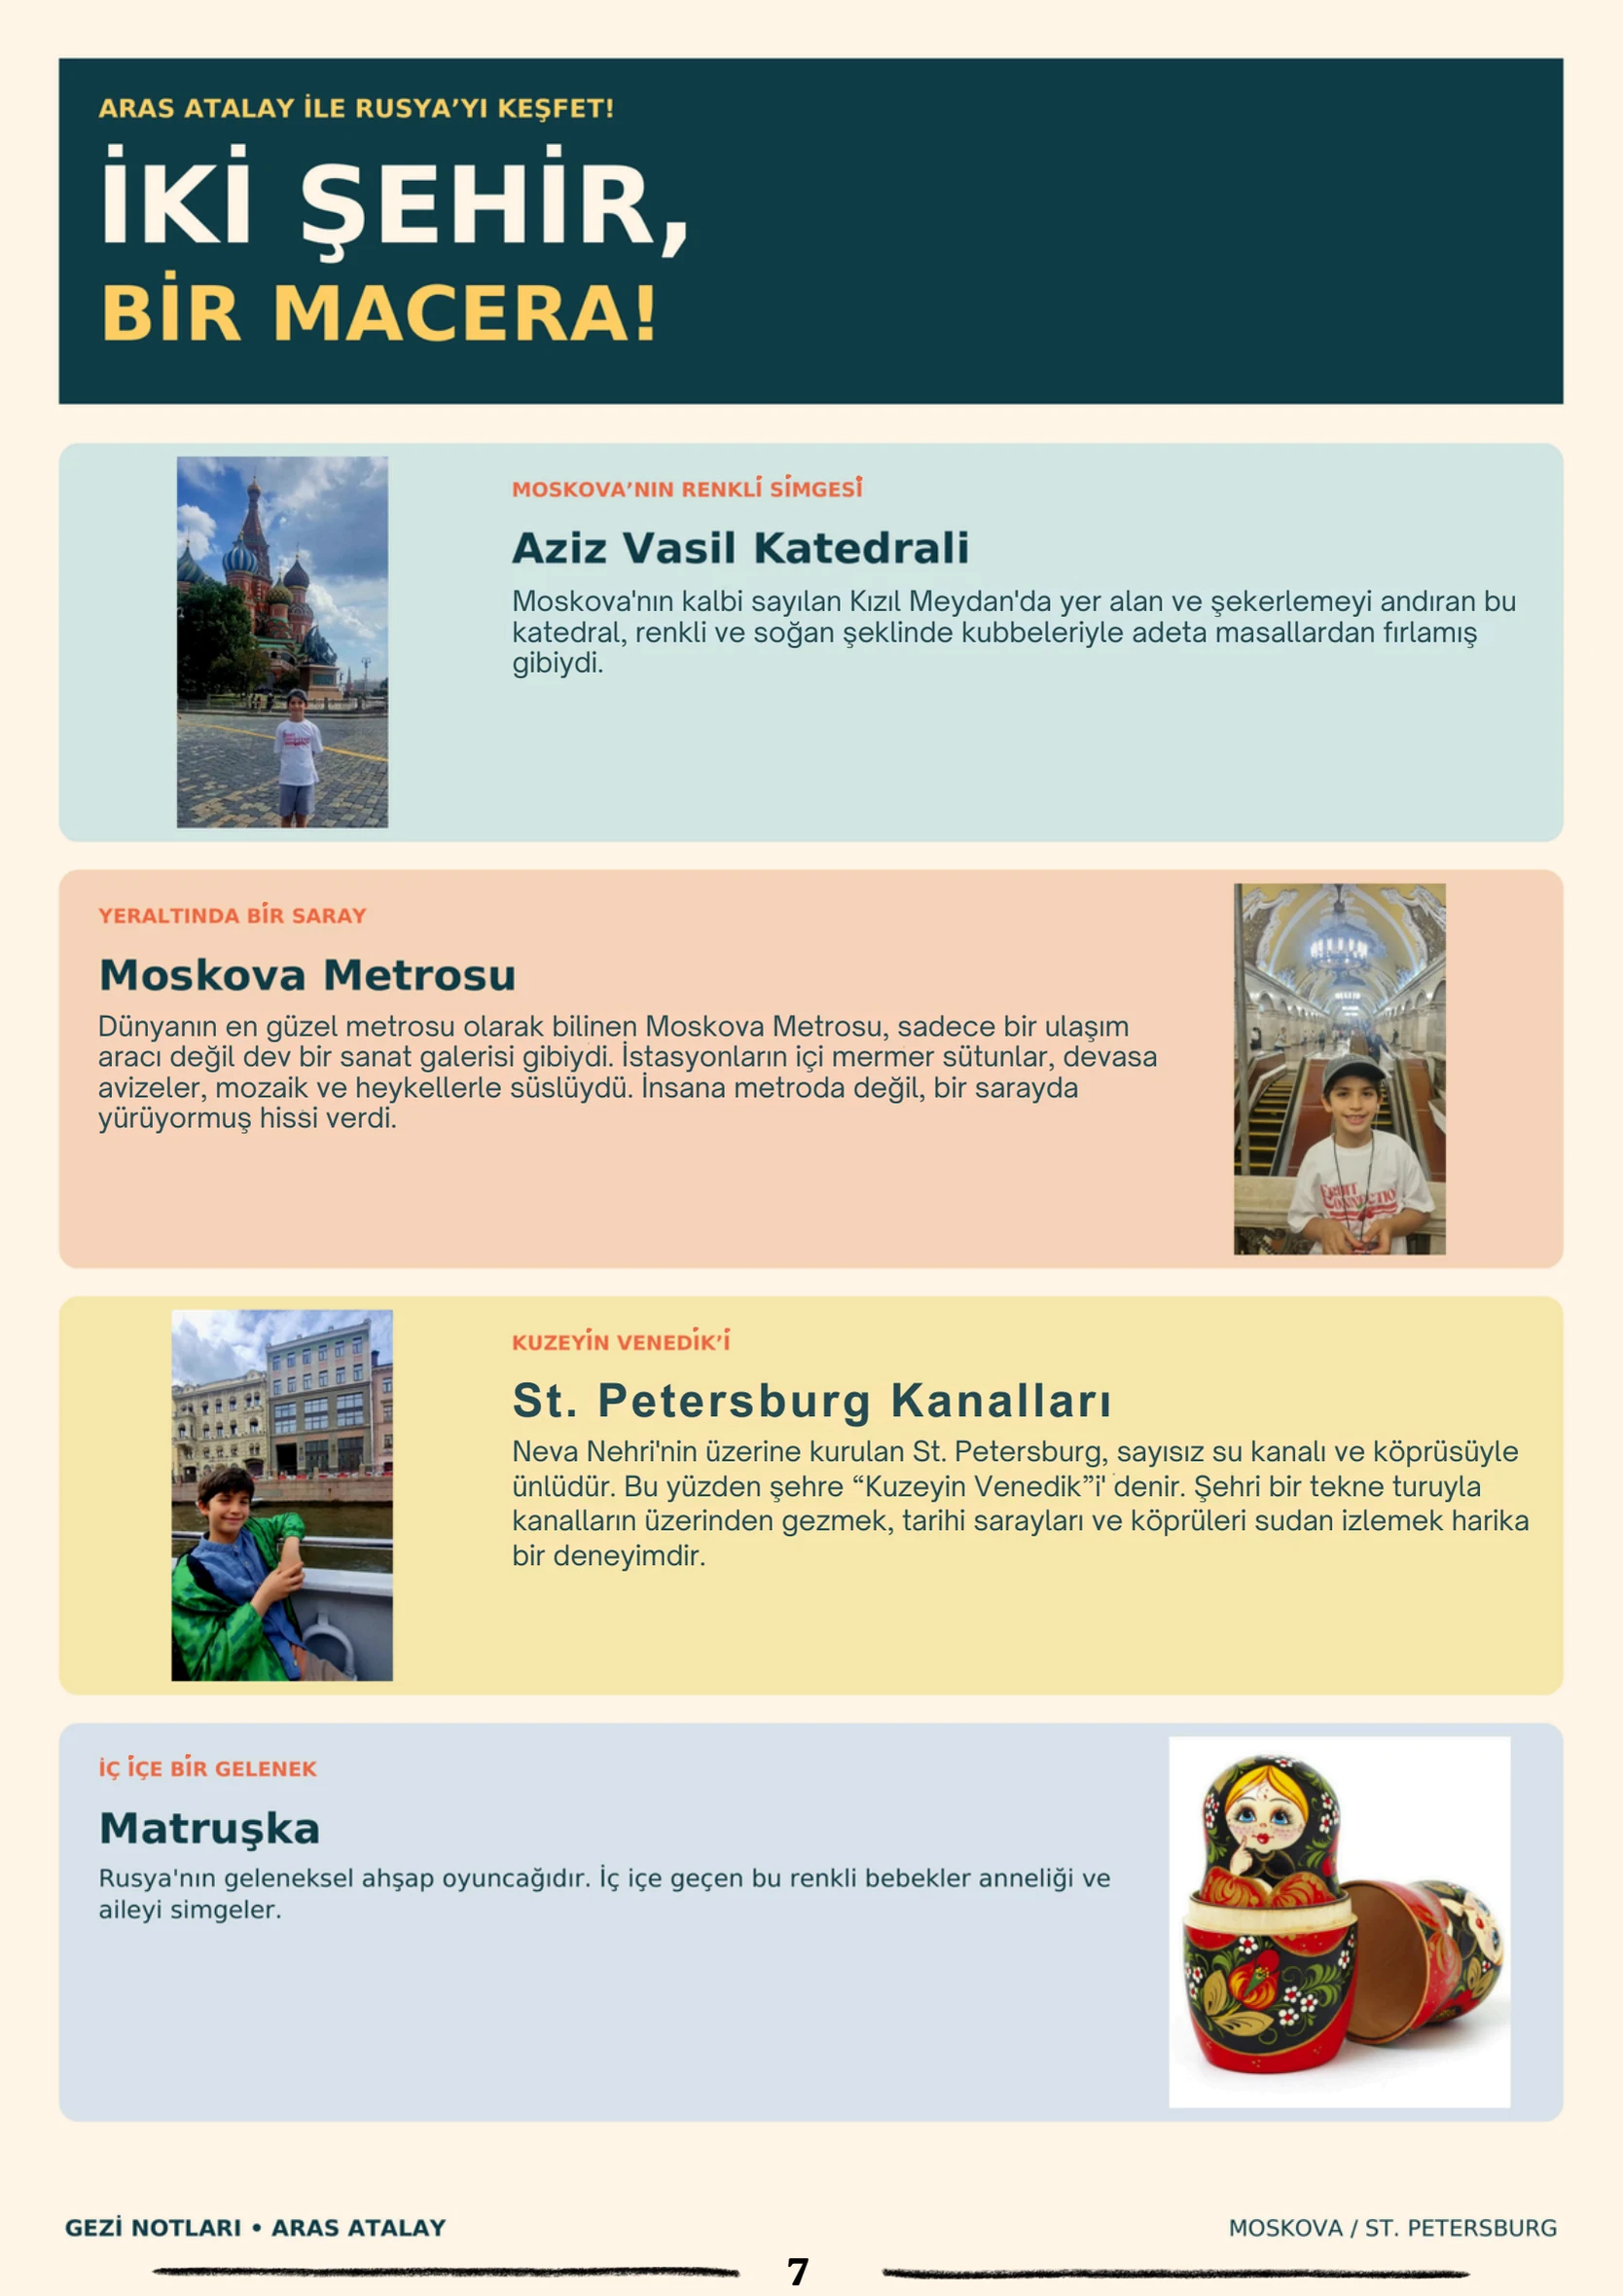 ARAS ATALAY İLE RUSYA’YI KEŞFET!
İKİ ŞEHİR,
BİR MACERA!
MOSKOVA’NIN RENKLİ SİMGESİ
Aziz Vasil Katedrali
Moskova'nın kalbi sayılan Kızıl Meydan'da yer alan ve şekerlemeyi andıran bu
katedral, renkli ve soğan şeklinde kubbeleriyle adeta masallardan fırlamış
gibiydi.
YERALTINDA BİR SARAY
Moskova Metrosu
Dünyanın en güzel metrosu olarak bilinen Moskova Metrosu, sadece bir ulaşım
aracı değil dev bir sanat galerisi gibiydi. İstasyonların içi mermer sütunlar, devasa
avizeler, mozaik ve heykellerle süslüydü. İnsana metroda değil, bir sarayda
yürüyormuş hissi verdi.
FRUIT
CONNECTIO
KUZEYİN VENEDİK’İ
St. Petersburg Kanalları
Neva Nehri'nin üzerine kurulan St. Petersburg, sayısız su kanalı ve köprüsüyle
ünlüdür. Bu yüzden şehre “Kuzeyin Venedik”i' denir. Şehri bir tekne turuyla
kanalların üzerinden gezmek, tarihi sarayları ve köprüleri sudan izlemek harika
bir deneyimdir.
İÇ İÇE BİR GELENEK
Matruşka
Rusya'nın geleneksel ahşap oyuncağıdır. İç içe geçen bu renkli bebekler anneliği ve
aileyi simgeler.
GEZİ NOTLARI • ARAS ATALAY
MOSKOVA / ST. PETERSBURG
7